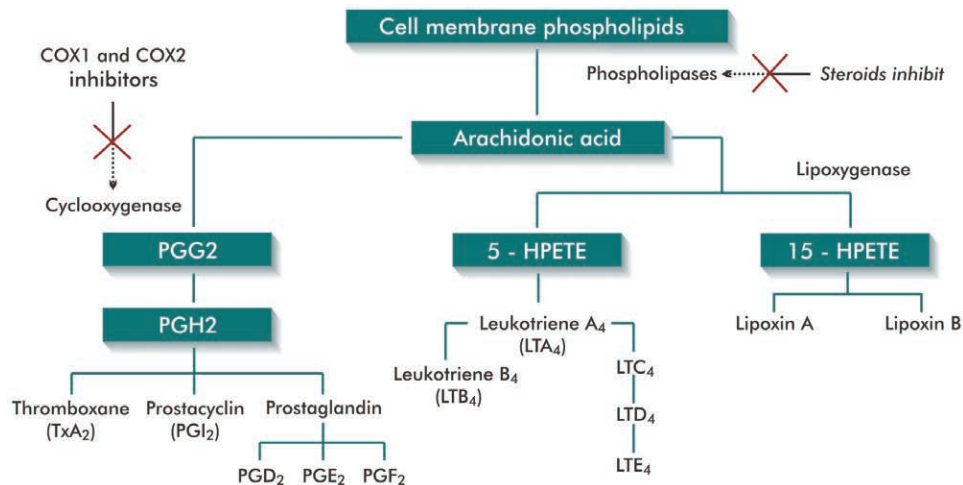 Cell membrane phospholipids
COX1 and COX2
inhibitors
Phospholipases
Steroids inhibit
Arachidonic acid
Cyclooxygenase
Lipoxygenase
PGG2
5 - HPETE
15 - HPETE
PGH2
Leukotriene A₄
(LTA₄)
Lipoxin A
Lipoxin B
Leukotriene B₄
(LTB₄)
LTC₄
LTD₄
LTE₄
Thromboxane
(TxA₂)
Prostacyclin
(PGI₂)
Prostaglandin
PGD₂
PGE₂
PGF₂